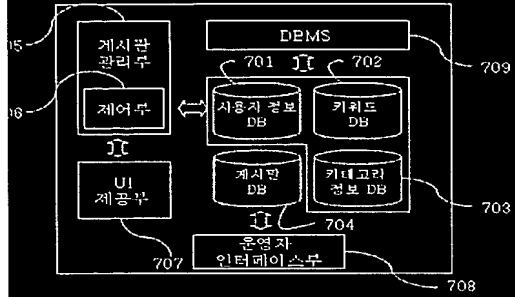 05
게시판
관리부
06
제어부
UI
제공부
707
DBMS
709
701
702
사용자 정보
DB
키워드
DB
게시판
DB
카테고리
정보 DB
703
704
운영자
인터페이스부
708